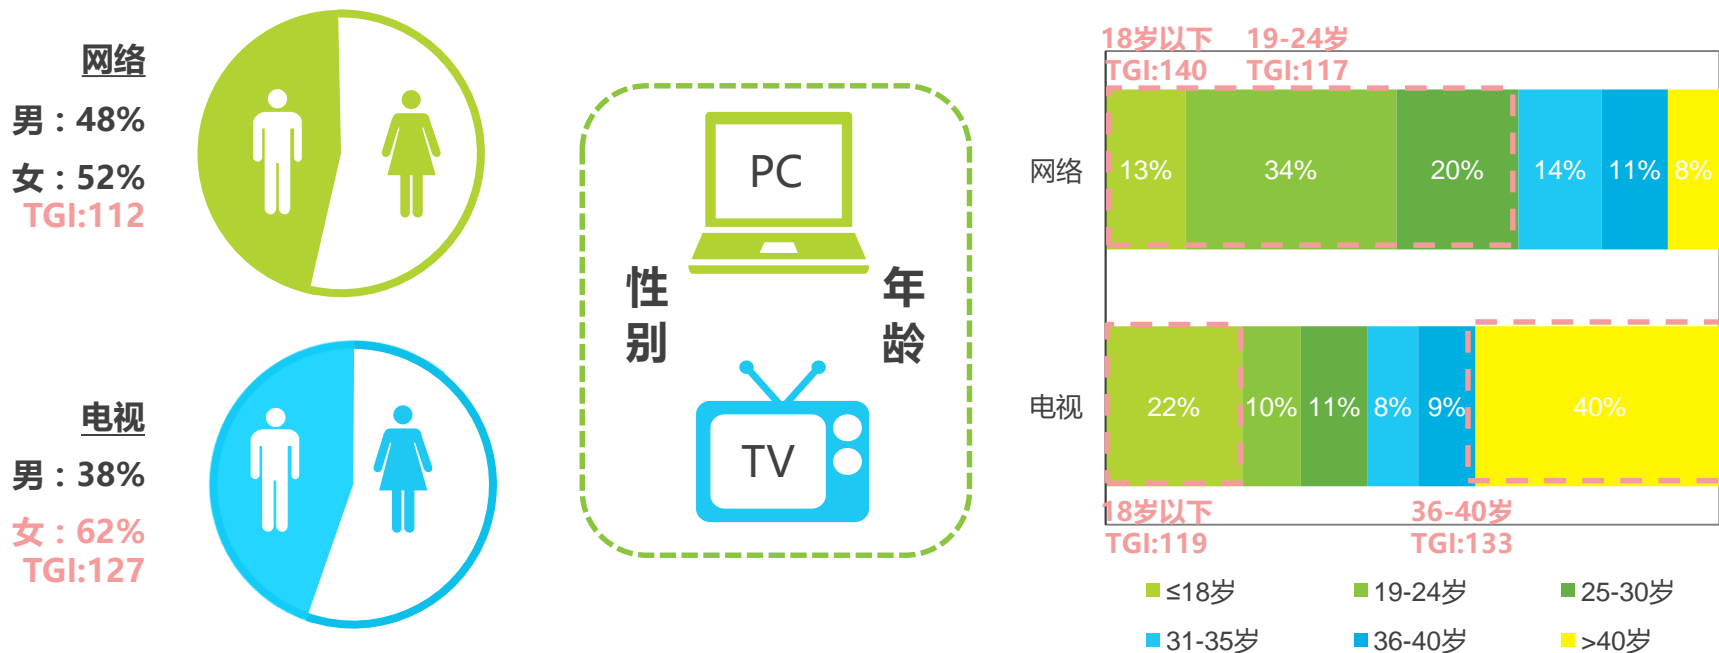 网络
男：48%
女：52%
TGI:112
电视
男：38%
女：62%
TGI:127
PC
性别
年龄
TV
18岁以下
TGI:140
19-24岁
TGI:117
网络
13%
34%
20%
14%
11%
8%
电视
22%
10%
11%
8%
9%
40%
18岁以下
TGI:119
36-40岁
TGI:133
≤18岁
19-24岁
25-30岁
31-35岁
36-40岁
>40岁